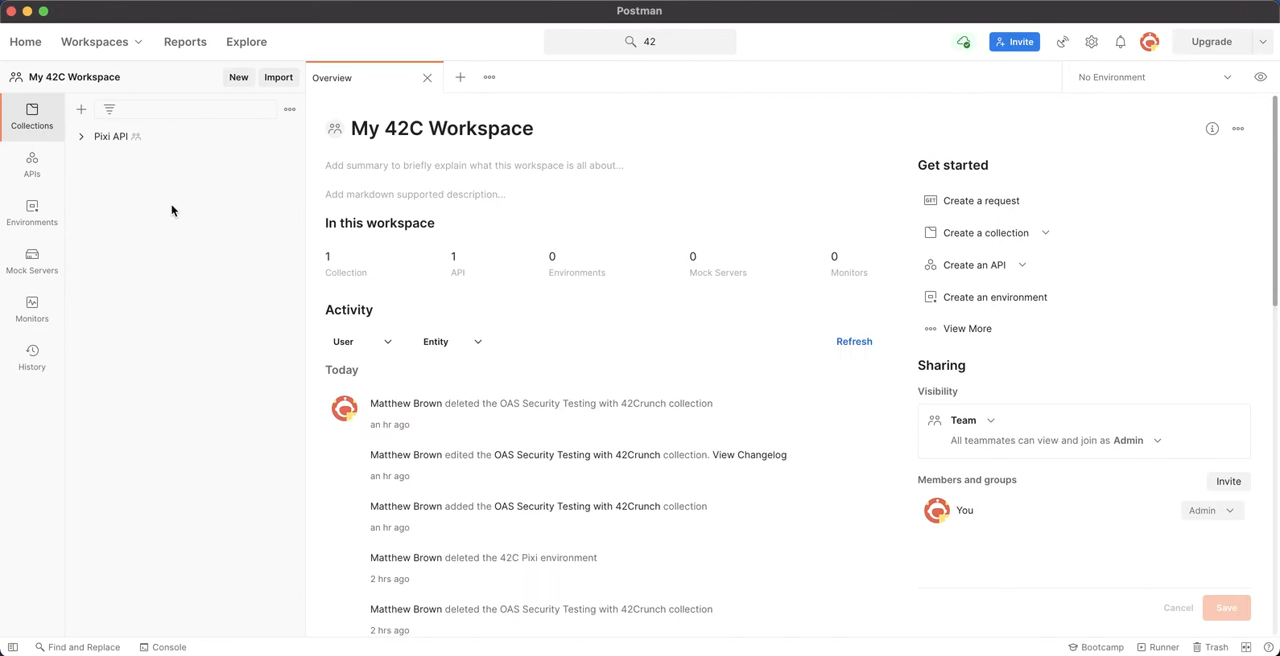 Postman
Home Workspaces Reports Explore 42 Invite Upgrade
My 42C Workspace New Import Overview No Environment
Collections
Pixi API
APIs
Environments
Mock Servers
Monitors
History
My 42C Workspace
Add summary to briefly explain what this workspace is all about...
Add markdown supported description...
In this workspace
1 1 0 0 0
Collection API Environments Mock Servers Monitors
Activity
User Entity Refresh
Today
Matthew Brown deleted the OAS Security Testing with 42Crunch collection
an hr ago
Matthew Brown edited the OAS Security Testing with 42Crunch collection. View Changelog
an hr ago
Matthew Brown added the OAS Security Testing with 42Crunch collection
an hr ago
Matthew Brown deleted the 42C Pixi environment
2 hrs ago
Matthew Brown deleted the OAS Security Testing with 42Crunch collection
2 hrs ago
Get started
GET Create a request
Create a collection
Create an API
Create an environment
View More
Sharing
Visibility
Team
All teammates can view and join as Admin
Members and groups Invite
You Admin
Cancel Save
Find and Replace Console Bootcamp Runner Trash